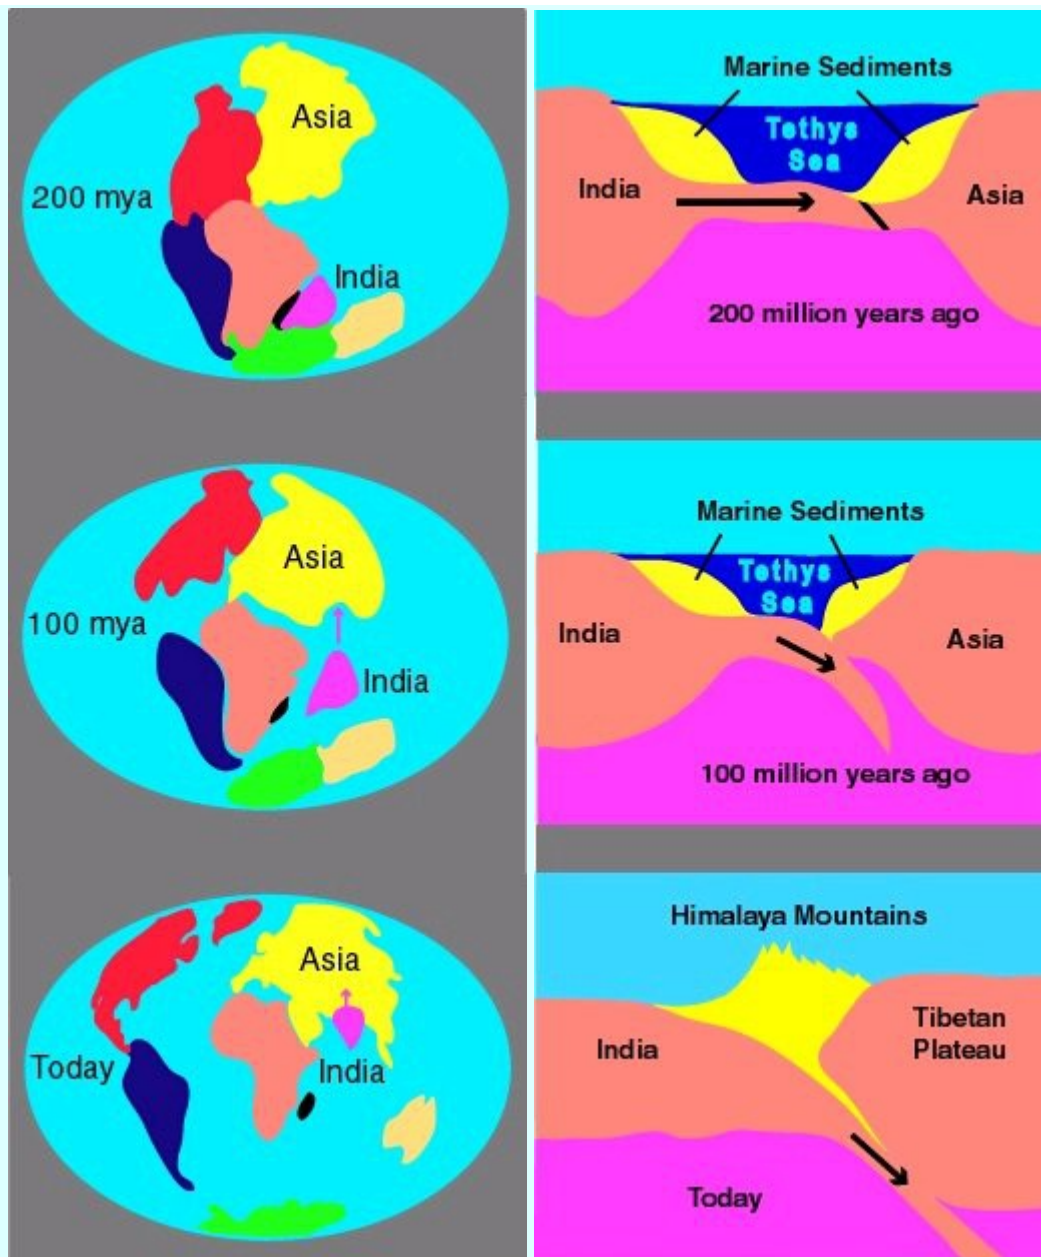 Asia
200 mya
India
Marine Sediments
Tethys
Sea
India
Asia
200 million years ago
Asia
100 mya
India
Marine Sediments
Tethys
Sea
India
Asia
100 million years ago
Asia
Today
India
Himalaya Mountains
India
Tibetan
Plateau
Today